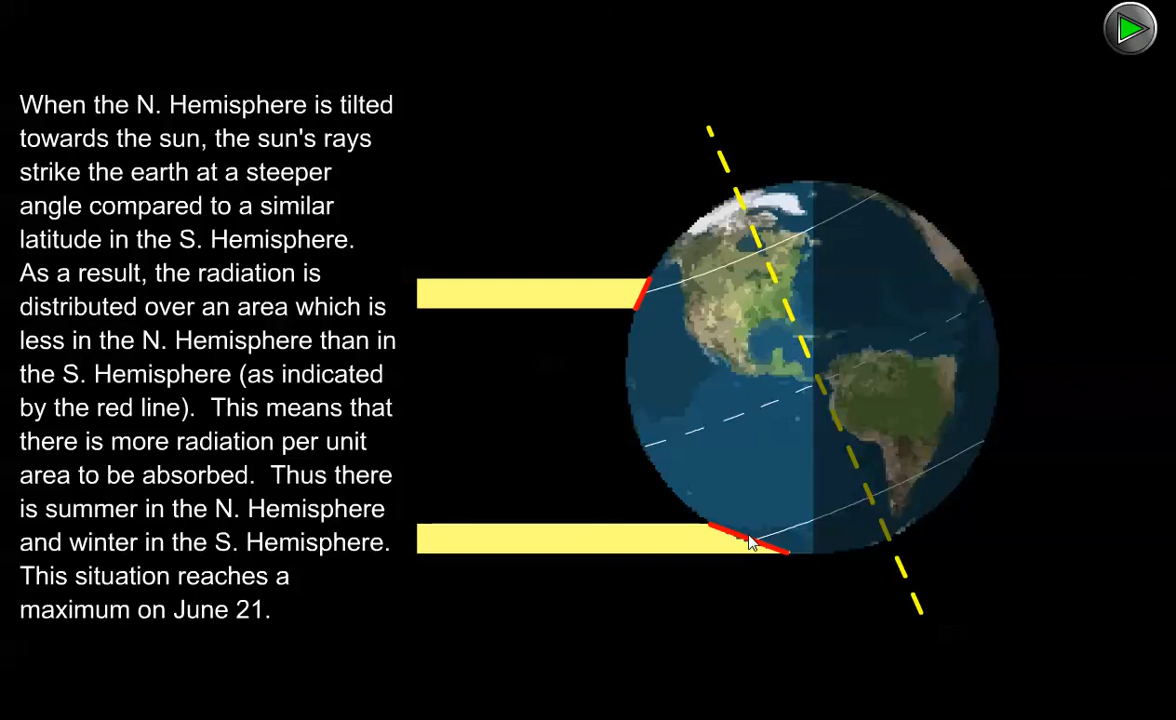 When the N. Hemisphere is tilted
towards the sun, the sun's rays
strike the earth at a steeper
angle compared to a similar
latitude in the S. Hemisphere.
As a result, the radiation is
distributed over an area which is
less in the N. Hemisphere than in
the S. Hemisphere (as indicated
by the red line).  This means that
there is more radiation per unit
area to be absorbed.  Thus there
is summer in the N. Hemisphere
and winter in the S. Hemisphere.
This situation reaches a
maximum on June 21.